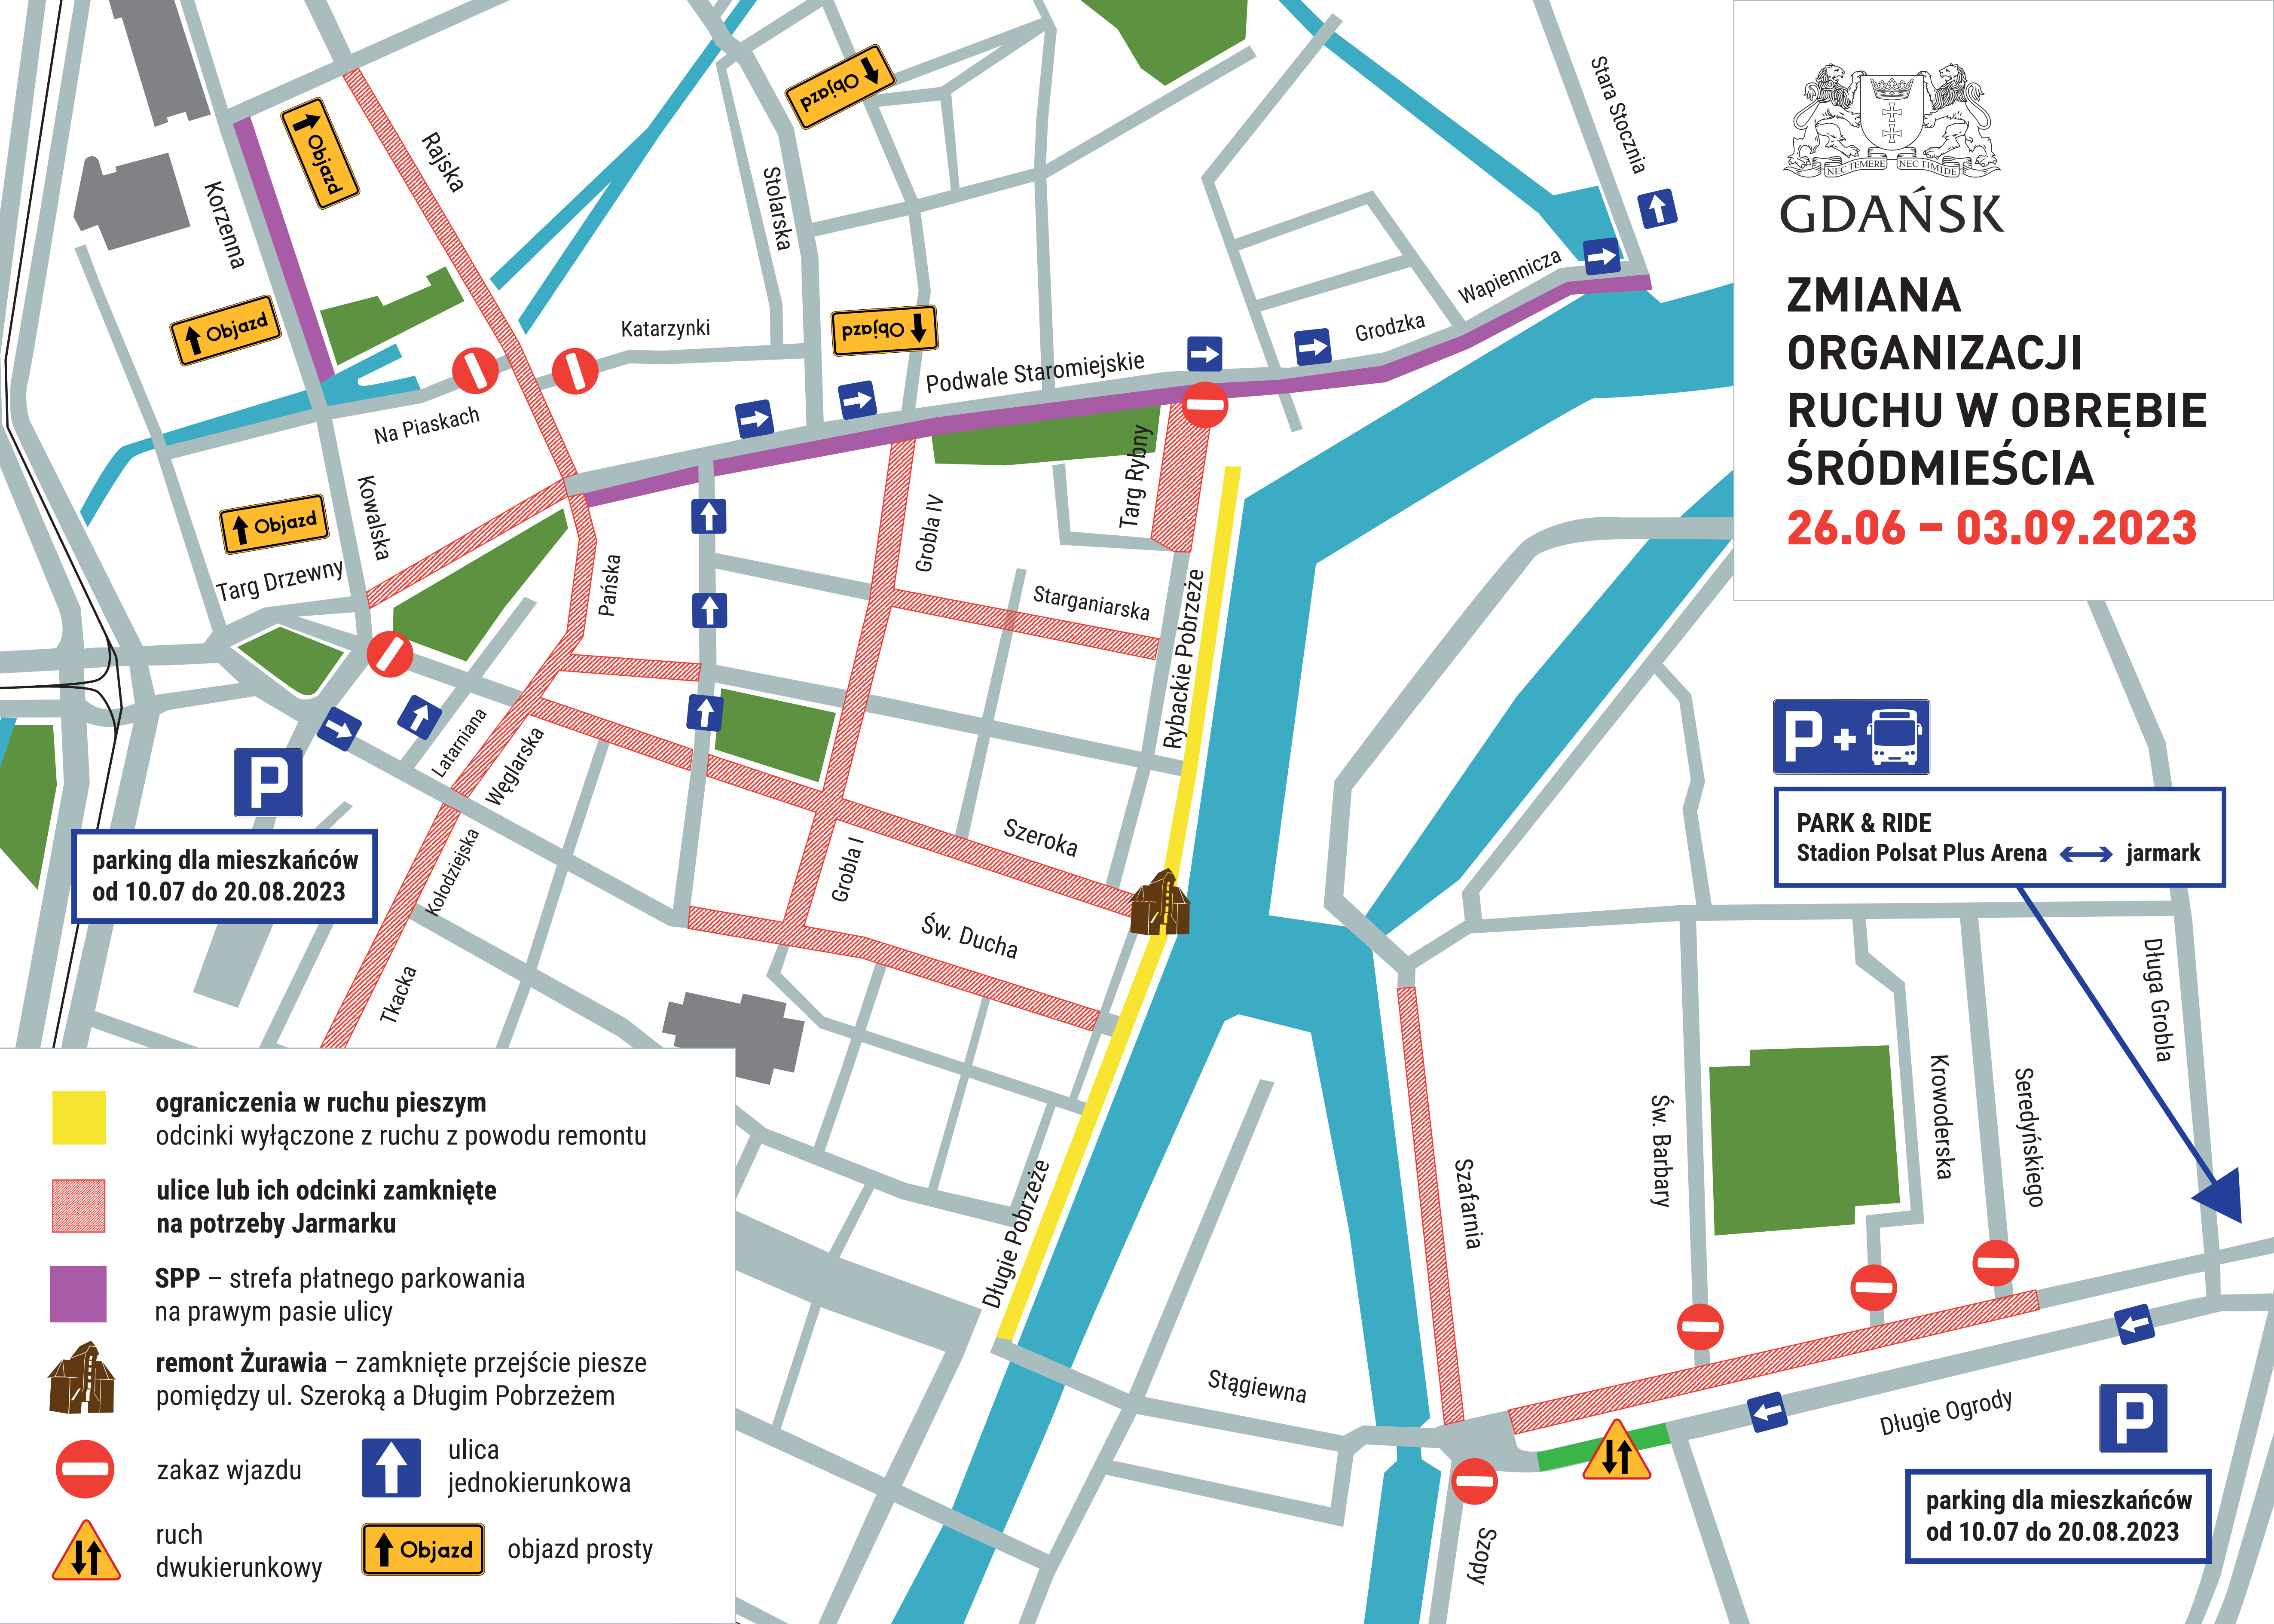 NEC TEMERE NEC TIMIDE
GDAŃSK
ZMIANA
ORGANIZACJI
RUCHU W OBRĘBIE
ŚRÓDMIEŚCIA
26.06 – 03.09.2023
Objazd
Objazd
Objazd
Objazd
Objazd
Rajska
Korzenna
Stolarska
Stara Stocznia
Katarzynki
Wapiennicza
Grodzka
Podwale Staromiejskie
Na Piaskach
Kowalska
Targ Drzewny
Pańska
Grobla IV
Targ Rybny
Starganiarska
Rybackie Pobrzeże
Latarniana
Węglarska
Kołodziejska
Tkacka
Szeroka
Grobla I
Św. Ducha
Długie Pobrzeże
P
parking dla mieszkańców
od 10.07 do 20.08.2023
P +
PARK & RIDE
Stadion Polsat Plus Arena ↔ jarmark
Długa Grobla
Krowoderska
Seredyńskiego
Św. Barbary
Szafarnia
Stągiewna
Długie Ogrody
Szopy
P
parking dla mieszkańców
od 10.07 do 20.08.2023
ograniczenia w ruchu pieszym
odcinki wyłączone z ruchu z powodu remontu
ulice lub ich odcinki zamknięte
na potrzeby Jarmarku
SPP – strefa płatnego parkowania
na prawym pasie ulicy
remont Żurawia – zamknięte przejście piesze
pomiędzy ul. Szeroką a Długim Pobrzeżem
zakaz wjazdu
ulica
jednokierunkowa
ruch
dwukierunkowy
Objazd
objazd prosty